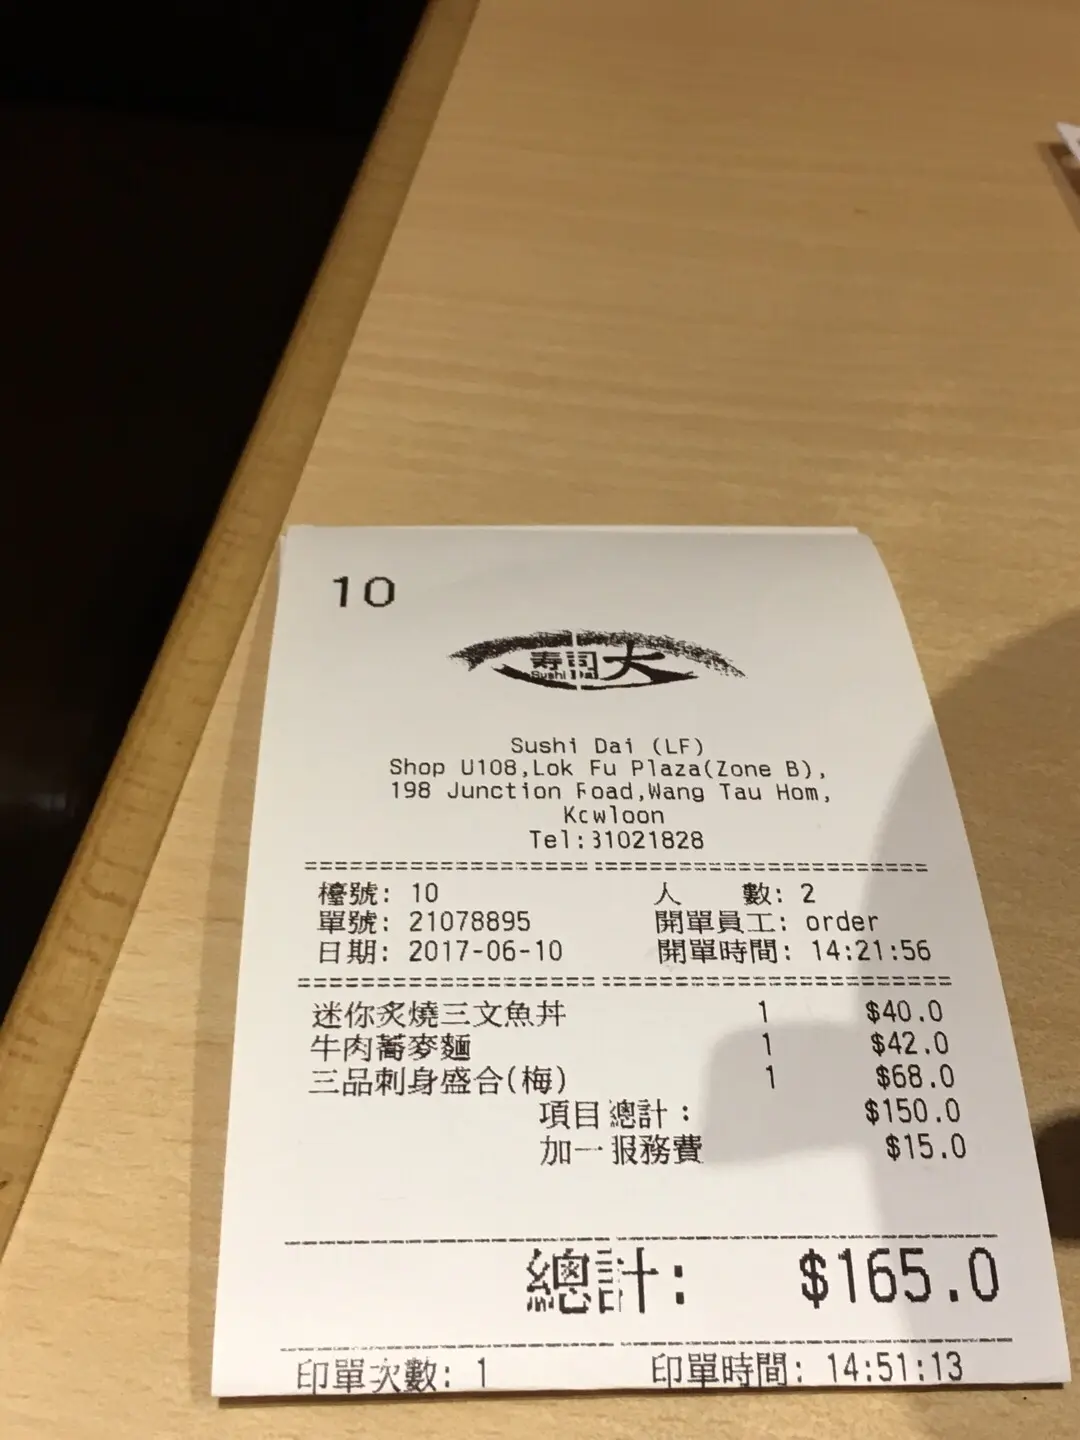 10
寿司大
Sushi Dai
Sushi Dai (LF)
Shop U108,Lok Fu Plaza(Zone B),
198 Junction Road,Wang Tau Hom,
Kowloon
Tel:31021828
檯號: 10 人 數: 2
單號: 21078895 開單員工: order
日期: 2017-06-10 開單時間: 14:21:56
迷你炙燒三文魚丼 1 $40.0
牛肉蕎麥麵 1 $42.0
三品刺身盛合(梅) 1 $68.0
項目總計: $150.0
加一服務費 $15.0
總計: $165.0
印單次數: 1 印單時間: 14:51:13